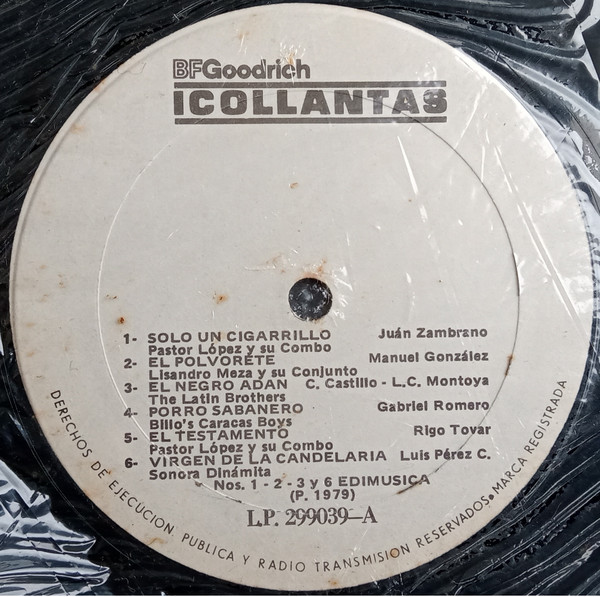 BFGoodrich
ICOLLANTAS
1- SOLO UN CIGARRILLO Juán Zambrano
Pastor López y su Combo
2- EL POLVORETE Manuel González
Lisandro Meza y su Conjunto
3- EL NEGRO ADAN C. Castillo - L.C. Montoya
The Latin Brothers
4- PORRO SABANERO Gabriel Romero
Billo's Caracas Boys
5- EL TESTAMENTO Rigo Tovar
Pastor López y su Combo
6- VIRGEN DE LA CANDELARIA Luis Pérez C.
Sonora Dinámita
- Nos. 1 - 2 - 3 y 6 EDIMUSICA
(P. 1979)
L.P. 299039-A
DERECHOS DE EJECUCION PUBLICA Y RADIO TRANSMISION RESERVADOS. MARCA REGISTRADA